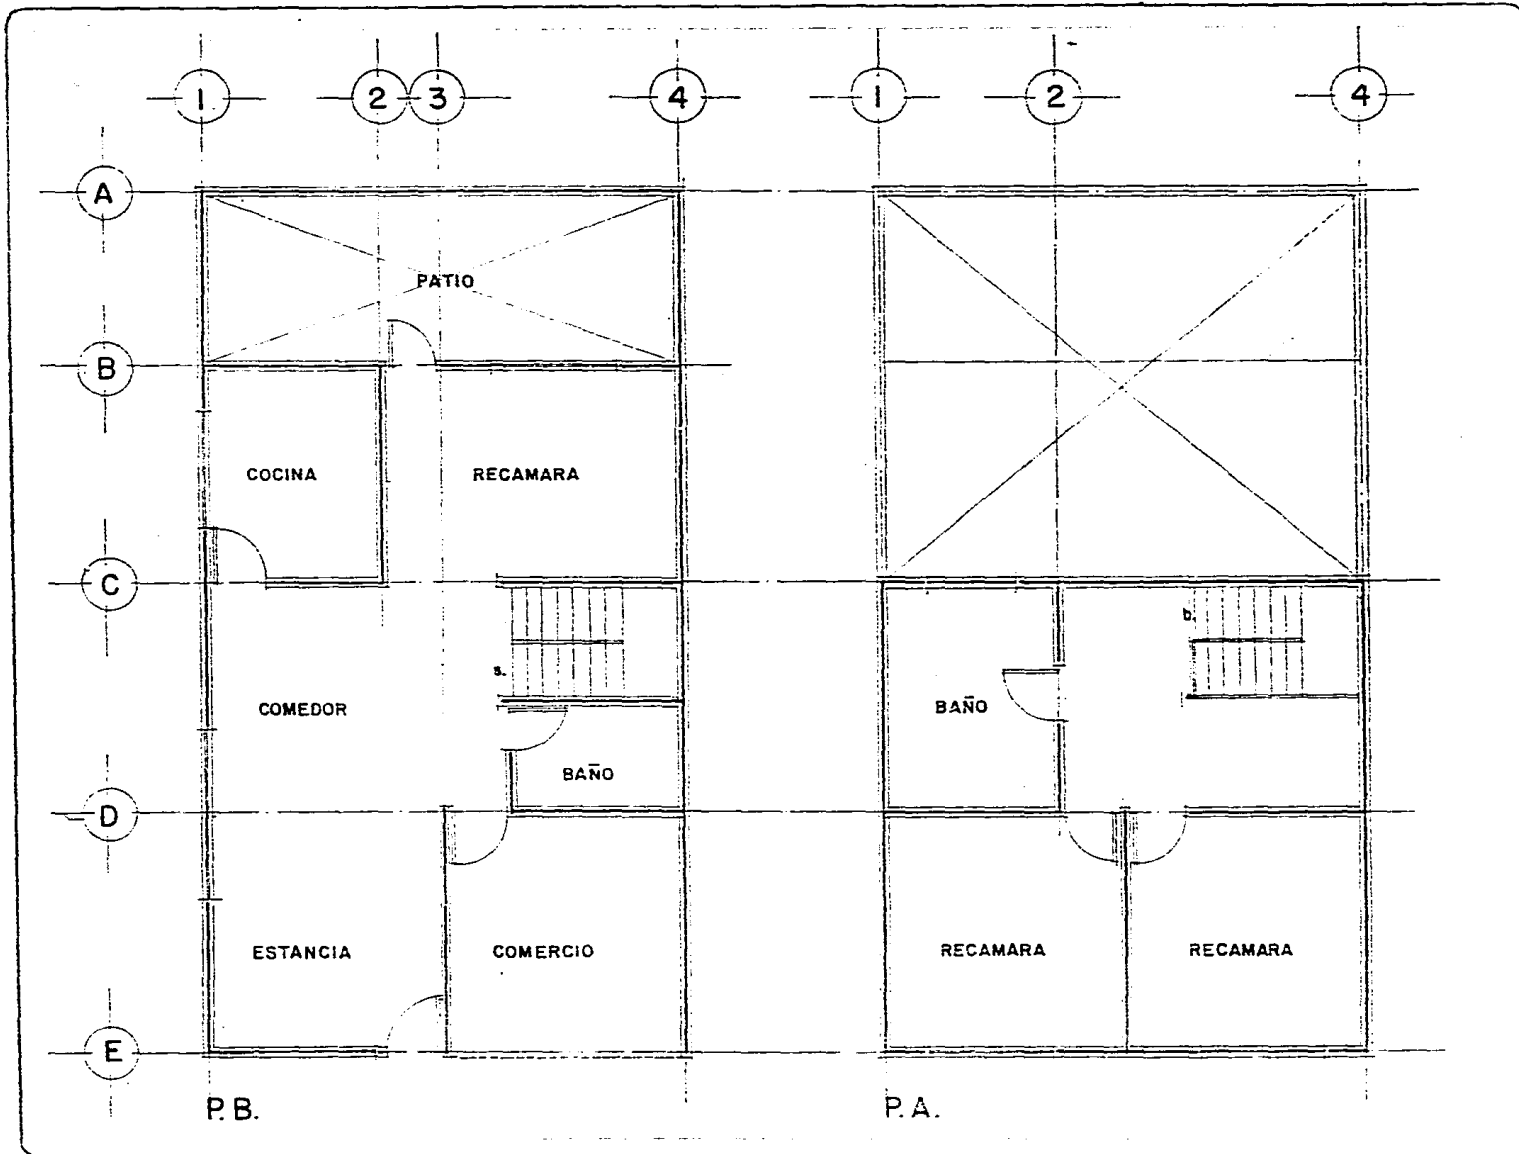 1 2 3 4 1 2 4
A
PATIO
B
COCINA RECAMARA
C
b.
s.
COMEDOR BAÑO
BAÑO
D
ESTANCIA COMERCIO RECAMARA RECAMARA
E
P.B. P.A.